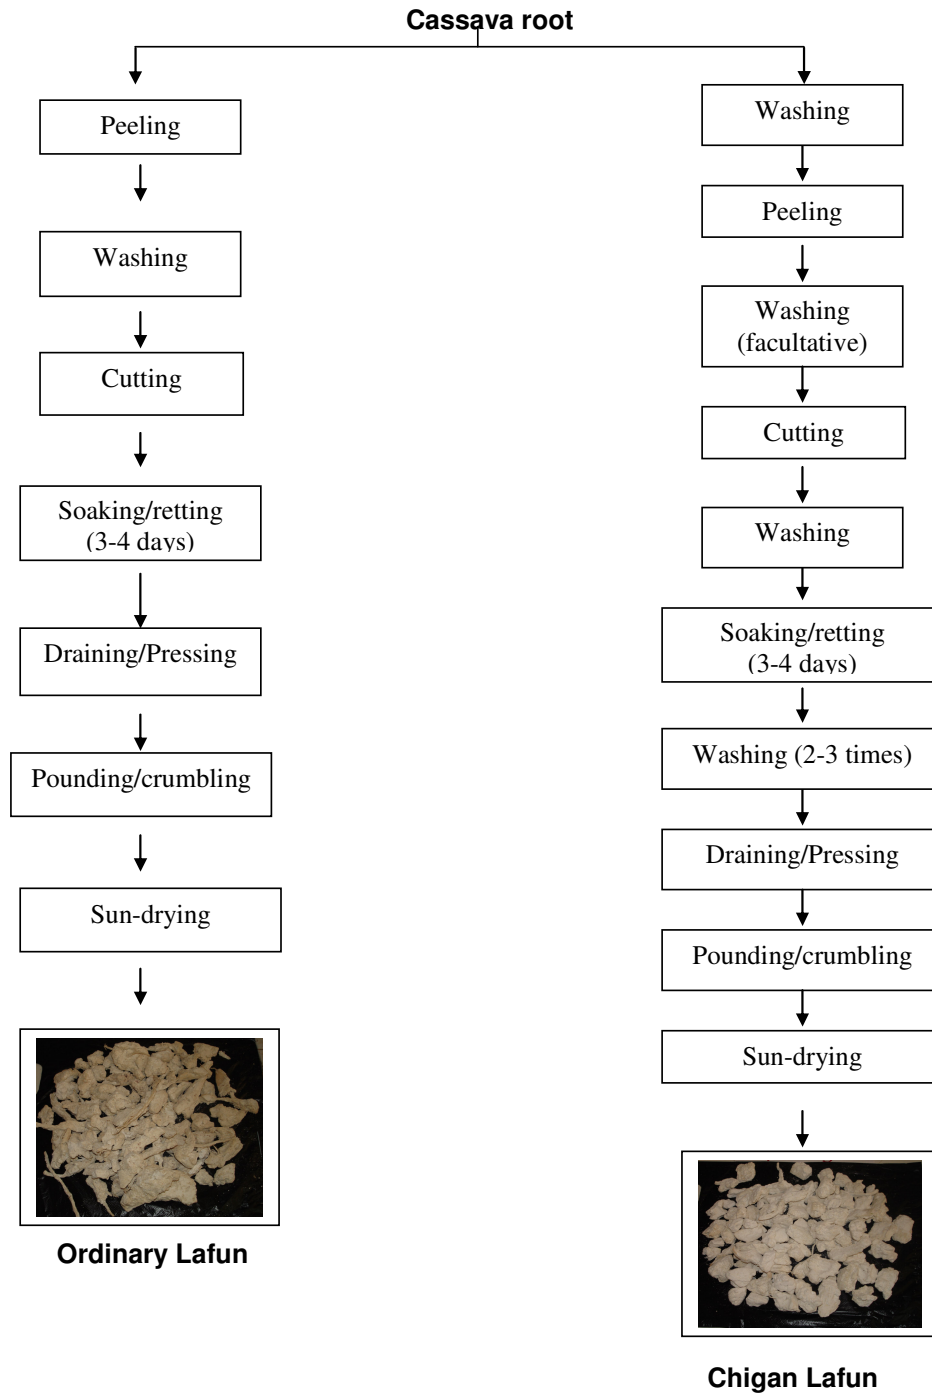 Cassava root
Peeling
Washing
Cutting
Soaking/retting
(3-4 days)
Draining/Pressing
Pounding/crumbling
Sun-drying
Ordinary Lafun
Washing
Peeling
Washing
(facultative)
Cutting
Washing
Soaking/retting
(3-4 days)
Washing (2-3 times)
Draining/Pressing
Pounding/crumbling
Sun-drying
Chigan Lafun